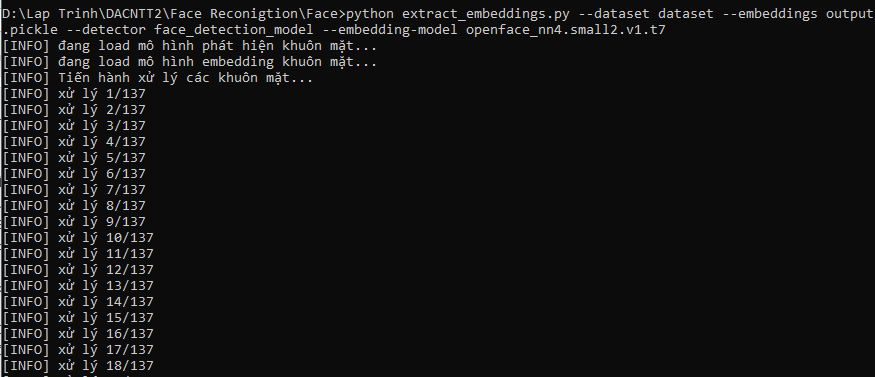 D:\Lap Trinh\DACNTT2\Face Reconigtion\Face>python extract_embeddings.py --dataset dataset --embeddings output
.pickle --detector face_detection_model --embedding-model openface_nn4.small2.v1.t7
[INFO] đang load mô hình phát hiện khuôn mặt...
[INFO] đang load mô hình embedding khuôn mặt...
[INFO] Tiến hành xử lý các khuôn mặt...
[INFO] xử lý 1/137
[INFO] xử lý 2/137
[INFO] xử lý 3/137
[INFO] xử lý 4/137
[INFO] xử lý 5/137
[INFO] xử lý 6/137
[INFO] xử lý 7/137
[INFO] xử lý 8/137
[INFO] xử lý 9/137
[INFO] xử lý 10/137
[INFO] xử lý 11/137
[INFO] xử lý 12/137
[INFO] xử lý 13/137
[INFO] xử lý 14/137
[INFO] xử lý 15/137
[INFO] xử lý 16/137
[INFO] xử lý 17/137
[INFO] xử lý 18/137